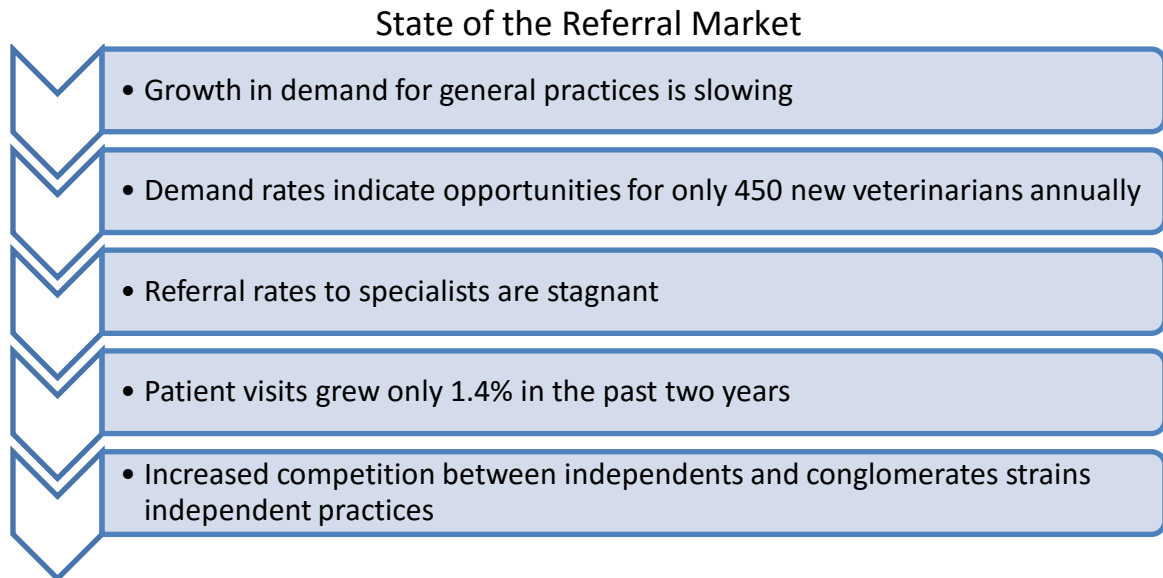 State of the Referral Market
• Growth in demand for general practices is slowing
• Demand rates indicate opportunities for only 450 new veterinarians annually
• Referral rates to specialists are stagnant
• Patient visits grew only 1.4% in the past two years
• Increased competition between independents and conglomerates strains
independent practices